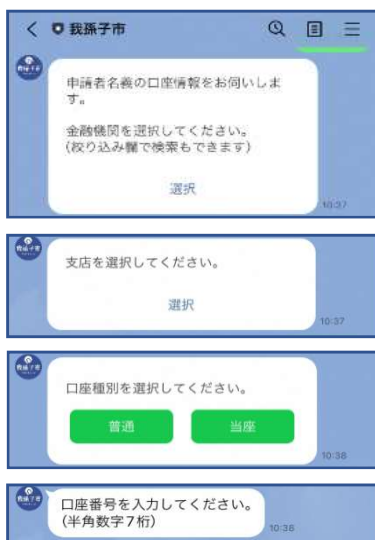 我孫子市
申請者名義の口座情報をお伺いしま
す。
金融機関を選択してください。
(絞り込み欄で検索もできます)
選択
10:37
支店を選択してください。
選択
10:37
口座種別を選択してください。
普通
当座
10:38
口座番号を入力してください。
(半角数字7桁)
10:38